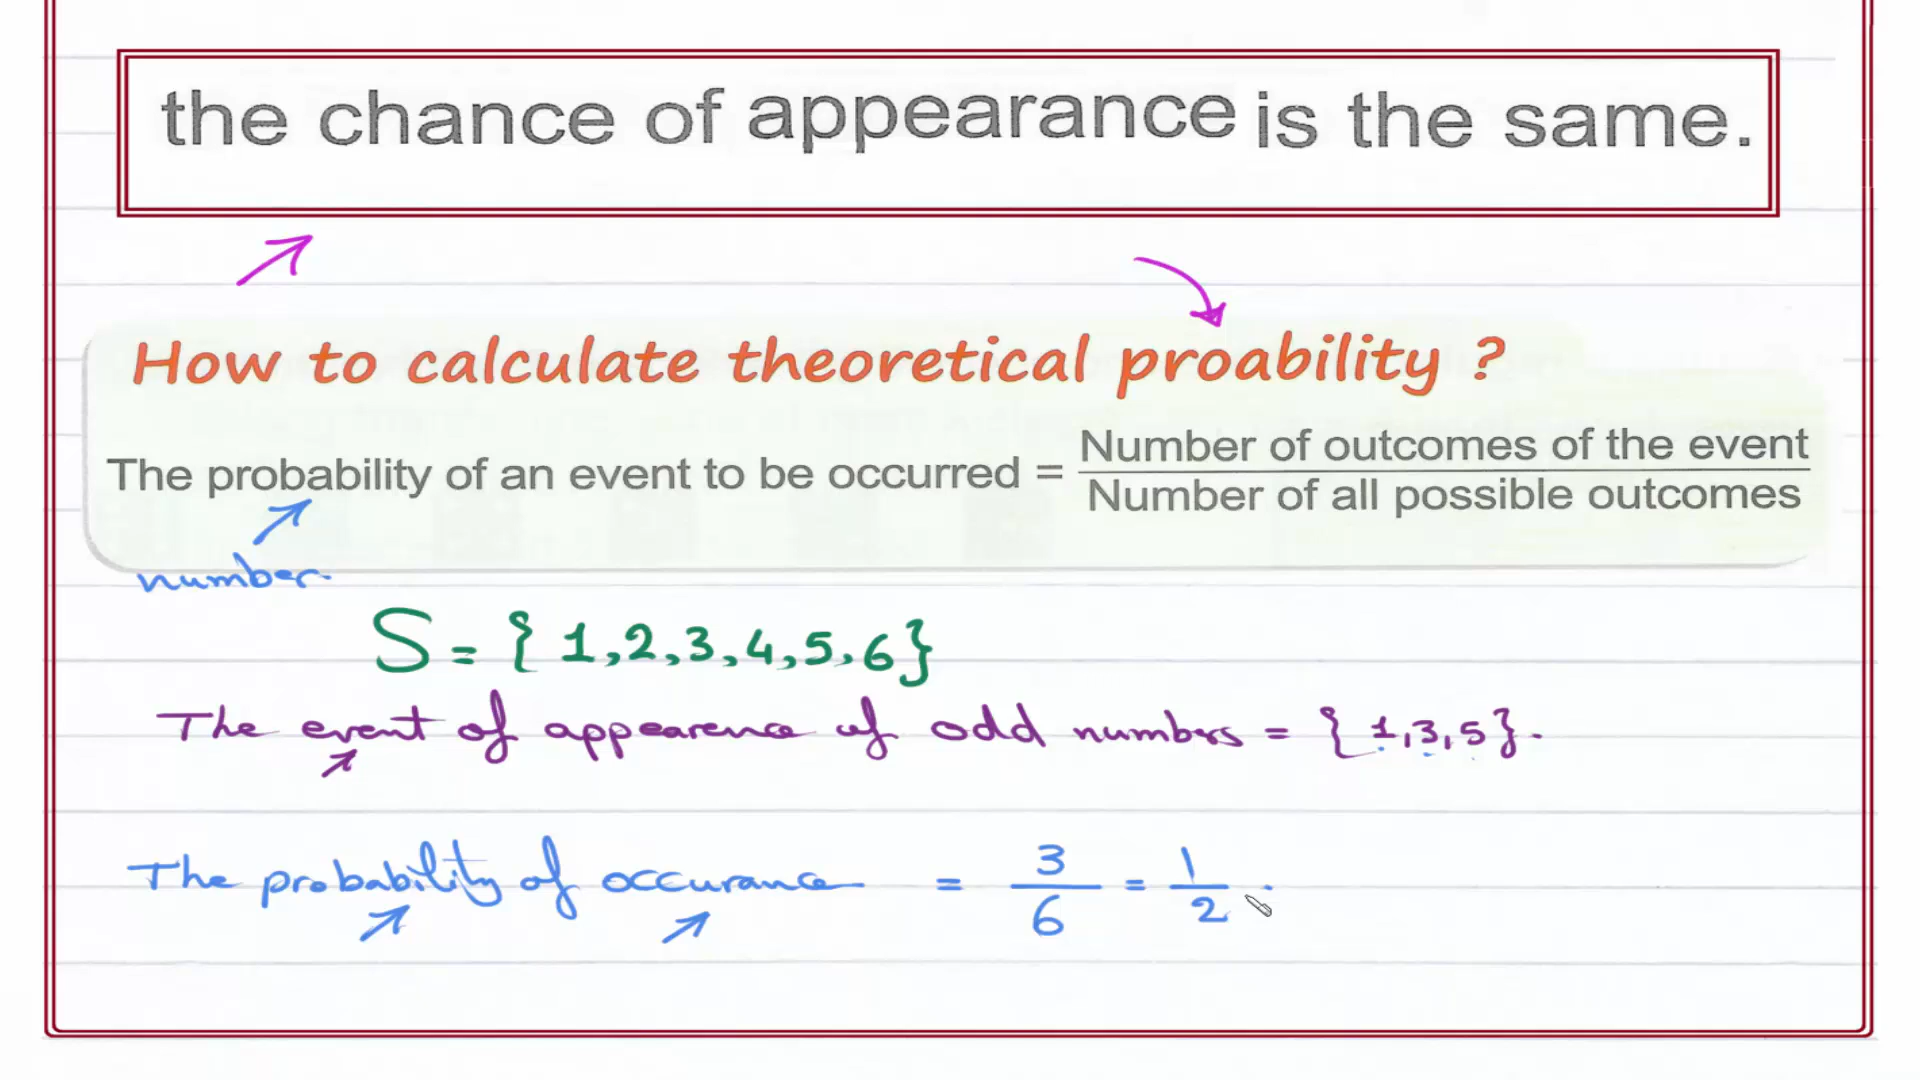 the chance of appearance is the same.
How to calculate theoretical proability ?
The probability of an event to be occurred = Number of outcomes of the event
Number of all possible outcomes
number
S = { 1,2,3,4,5,6}
The event of appearence of odd numbers = { 1,3,5}.
The probability of occurance = 3/6 = 1/2